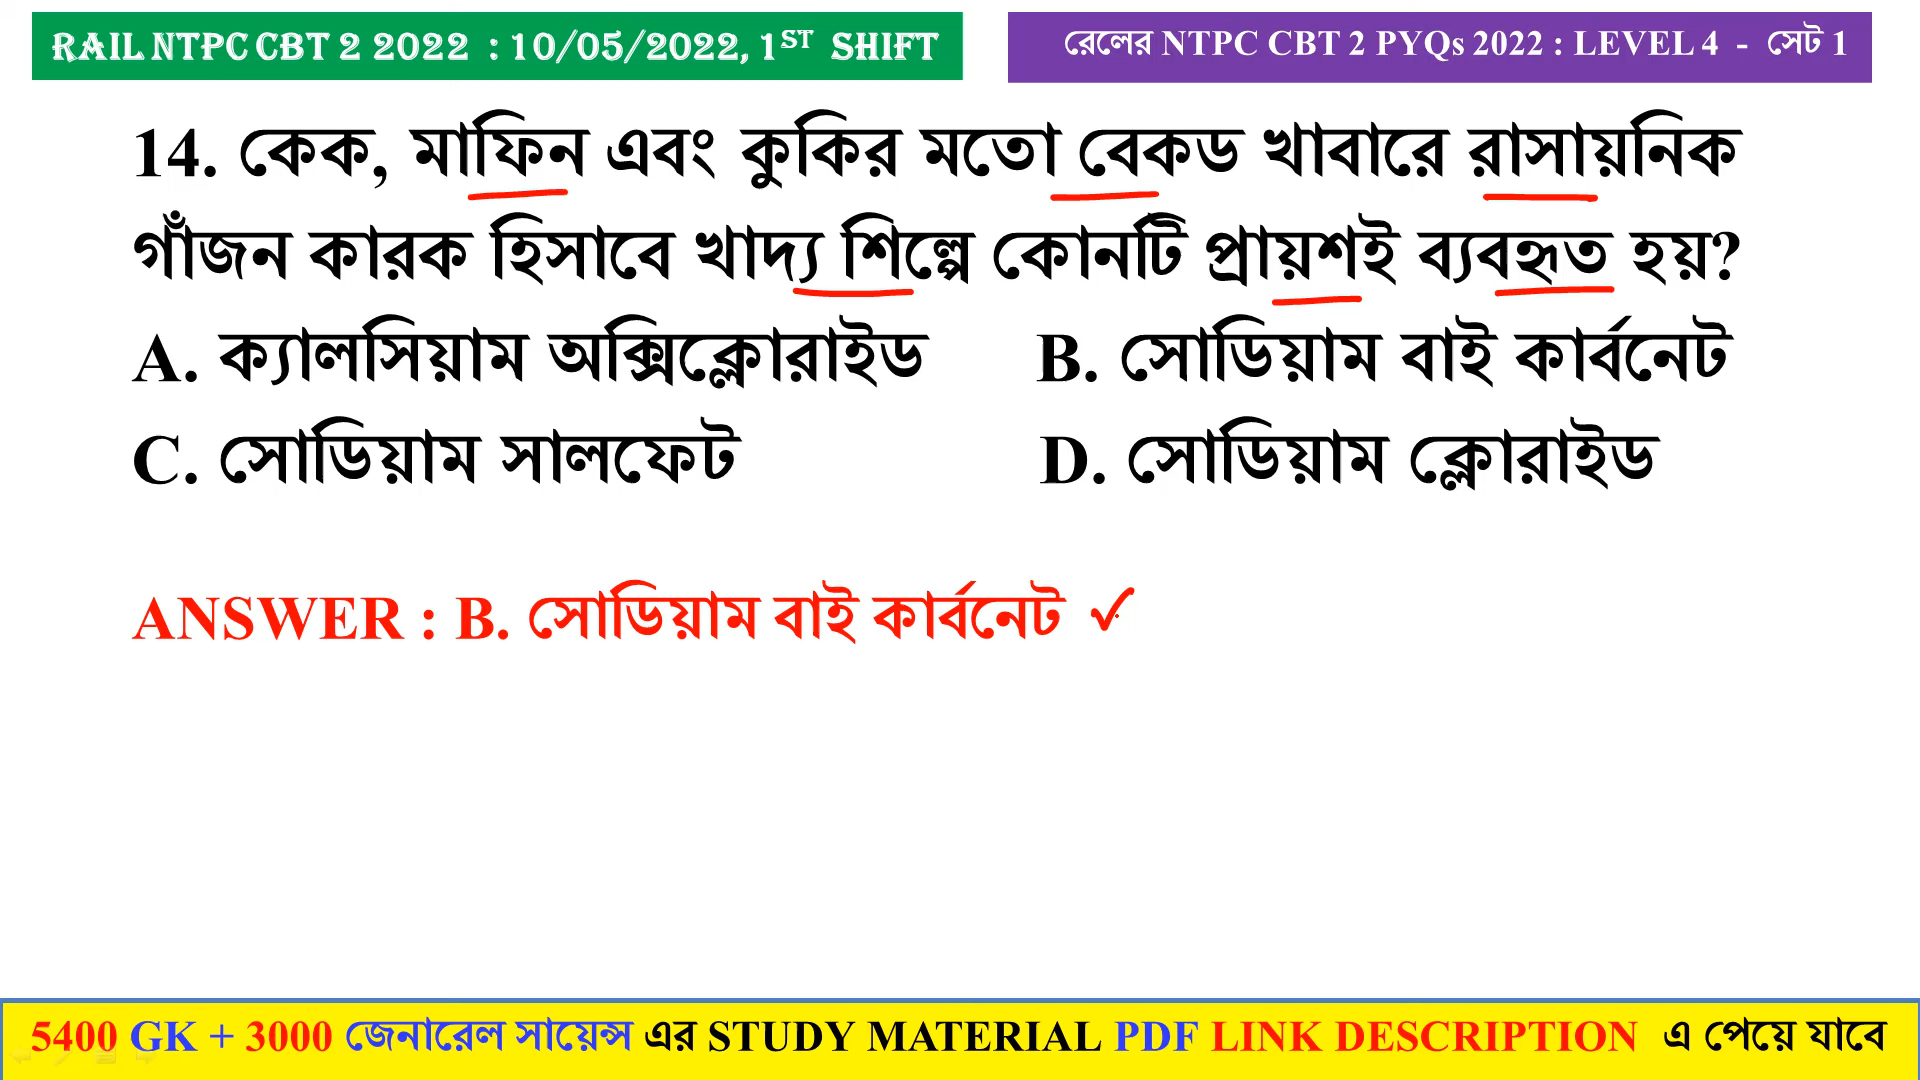 RAIL NTPC CBT 2 2022 : 10/05/2022, 1ST SHIFT
রেলের NTPC CBT 2 PYQs 2022 : LEVEL 4 - সেট 1
14. কেক, মাফিন এবং কুকির মতো বেকড খাবারে রাসায়নিক
গাঁজন কারক হিসাবে খাদ্য শিল্পে কোনটি প্রায়শই ব্যবহৃত হয়?
A. ক্যালসিয়াম অক্সিক্লোরাইড B. সোডিয়াম বাই কার্বনেট
C. সোডিয়াম সালফেট D. সোডিয়াম ক্লোরাইড
ANSWER : B. সোডিয়াম বাই কার্বনেট ✓
5400 GK + 3000 জেনারেল সায়েন্স এর STUDY MATERIAL PDF LINK DESCRIPTION এ পেয়ে যাবে